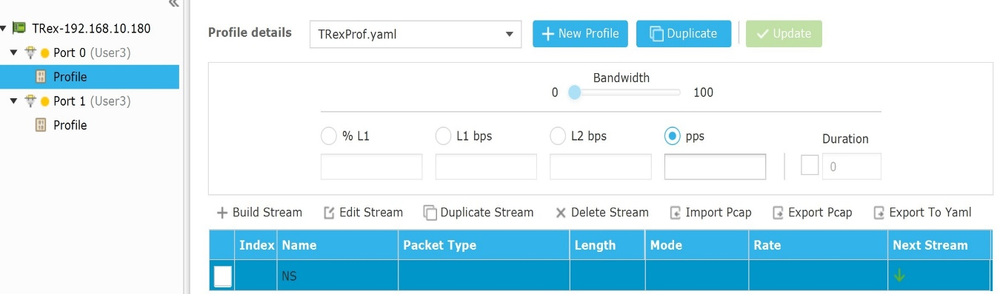 «
TRex-192.168.10.180
Port 0 (User3)
Profile
Port 1 (User3)
Profile
Profile details TRexProf.yaml New Profile Duplicate Update
Bandwidth
0 100
% L1 L1 bps L2 bps pps Duration
0
Build Stream Edit Stream Duplicate Stream Delete Stream Import Pcap Export Pcap Export To Yaml
Index Name Packet Type Length Mode Rate Next Stream
NS